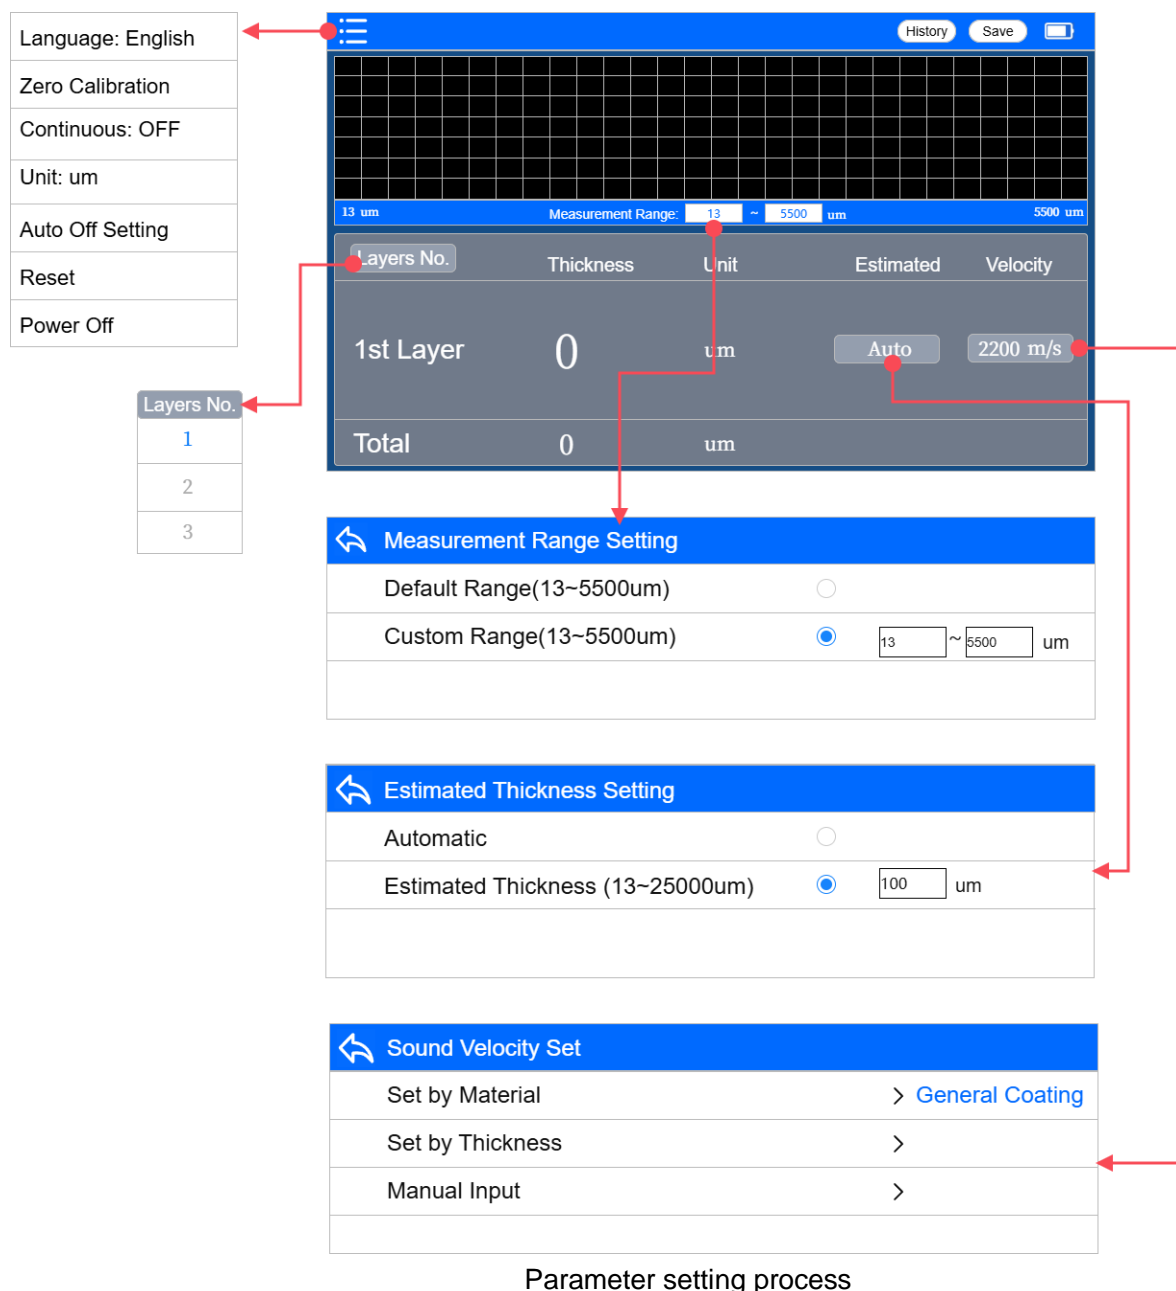 Language: English
Zero Calibration
Continuous: OFF
Unit: um
Auto Off Setting
Reset
Power Off
History Save
13 um Measurement Range: 13 ~ 5500 um 5500 um
Layers No. Thickness Unit Estimated Velocity
1st Layer 0 um Auto 2200 m/s
Total 0 um
Layers No.
1
2
3
Measurement Range Setting
Default Range(13~5500um)
Custom Range(13~5500um) 13 ~ 5500 um
Estimated Thickness Setting
Automatic
Estimated Thickness (13~25000um) 100 um
Sound Velocity Set
Set by Material > General Coating
Set by Thickness >
Manual Input >
Parameter setting process